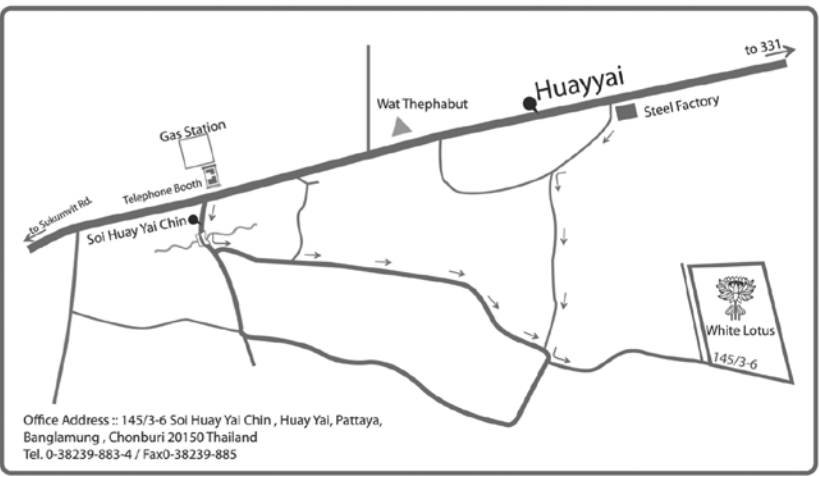 to 331
Huayyai
Wat Thephabut
Steel Factory
Gas Station
Telephone Booth
to Sukumvit Rd.
Soi Huay Yai Chin
White Lotus
145/3-6
Office Address :: 145/3-6 Soi Huay Yai Chin , Huay Yai, Pattaya,
Banglamung , Chonburi 20150 Thailand
Tel. 0-38239-883-4 / Fax0-38239-885